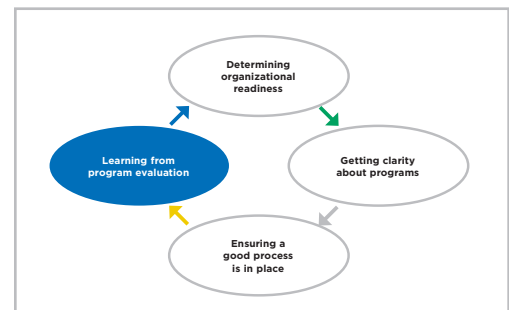 Determining
organizational
readiness
Learning from
program evaluation
Getting clarity
about programs
Ensuring a
good process
is in place